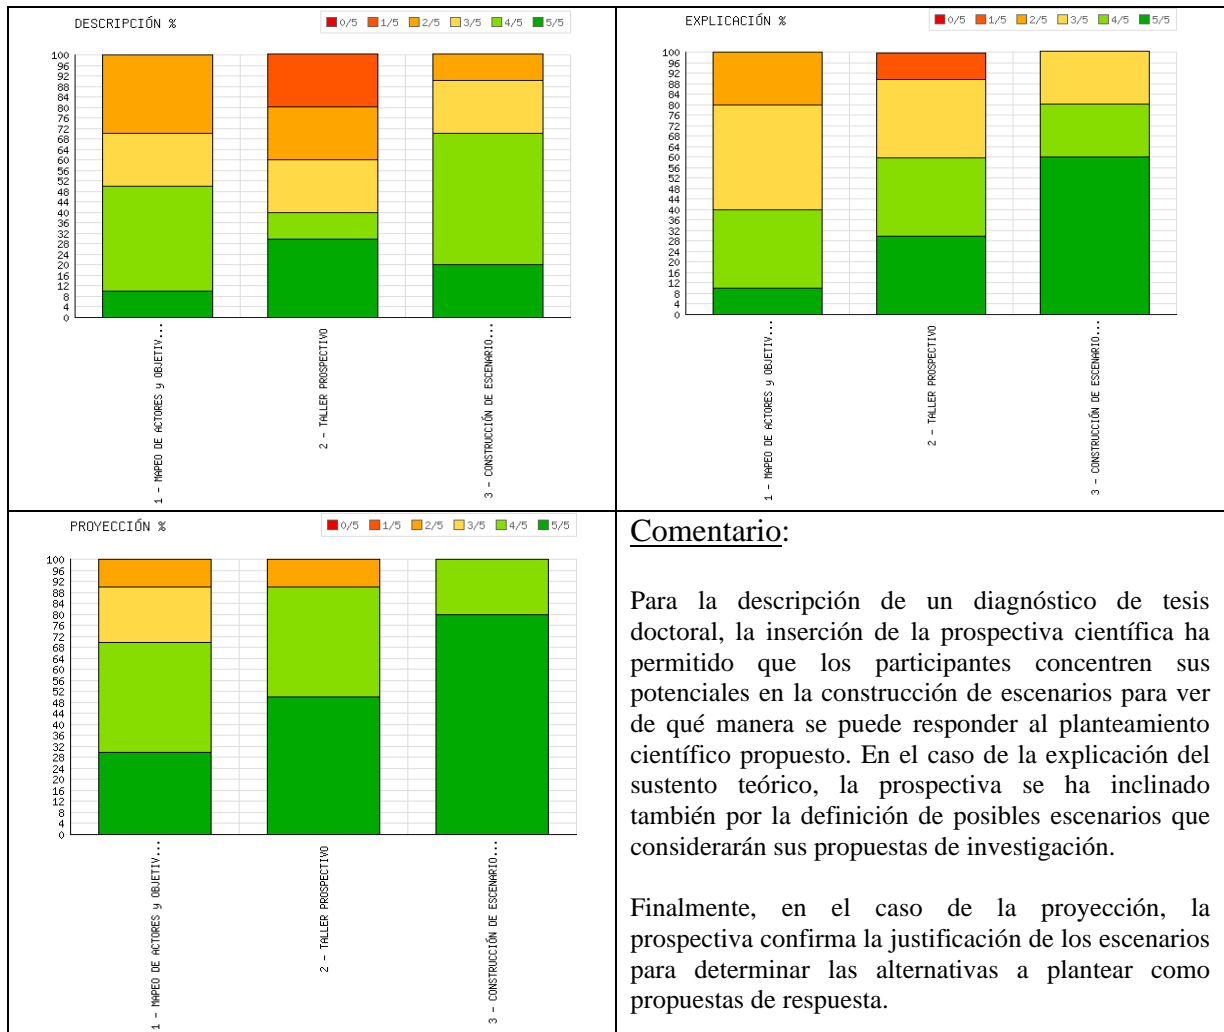 DESCRIPCIÓN %
0/5 1/5 2/5 3/5 4/5 5/5
100
96
92
88
84
80
76
72
68
64
60
56
52
48
44
40
36
32
28
24
20
16
12
8
4
0
1 - MAPEO DE ACTORES y OBJETIV...
2 - TALLER PROSPECTIVO
3 - CONSTRUCCIÓN DE ESCENARIO...
EXPLICACIÓN %
0/5 1/5 2/5 3/5 4/5 5/5
100
96
92
88
84
80
76
72
68
64
60
56
52
48
44
40
36
32
28
24
20
16
12
8
4
0
1 - MAPEO DE ACTORES y OBJETIV...
2 - TALLER PROSPECTIVO
3 - CONSTRUCCIÓN DE ESCENARIO...
PROYECCIÓN %
0/5 1/5 2/5 3/5 4/5 5/5
100
96
92
88
84
80
76
72
68
64
60
56
52
48
44
40
36
32
28
24
20
16
12
8
4
0
1 - MAPEO DE ACTORES y OBJETIV...
2 - TALLER PROSPECTIVO
3 - CONSTRUCCIÓN DE ESCENARIO...
Comentario:
Para la descripción de un diagnóstico de tesis
doctoral, la inserción de la prospectiva científica ha
permitido que los participantes concentren sus
potenciales en la construcción de escenarios para ver
de qué manera se puede responder al planteamiento
científico propuesto. En el caso de la explicación del
sustento teórico, la prospectiva se ha inclinado
también por la definición de posibles escenarios que
considerarán sus propuestas de investigación.
Finalmente, en el caso de la proyección, la
prospectiva confirma la justificación de los escenarios
para determinar las alternativas a plantear como
propuestas de respuesta.